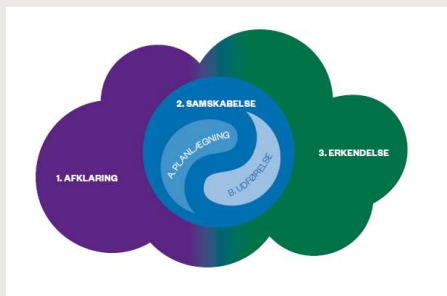 1. AFKLARING
2. SAMSKABELSE
A. PLANLÆGNING
B. UDFØRELSE
3. ERKENDELSE